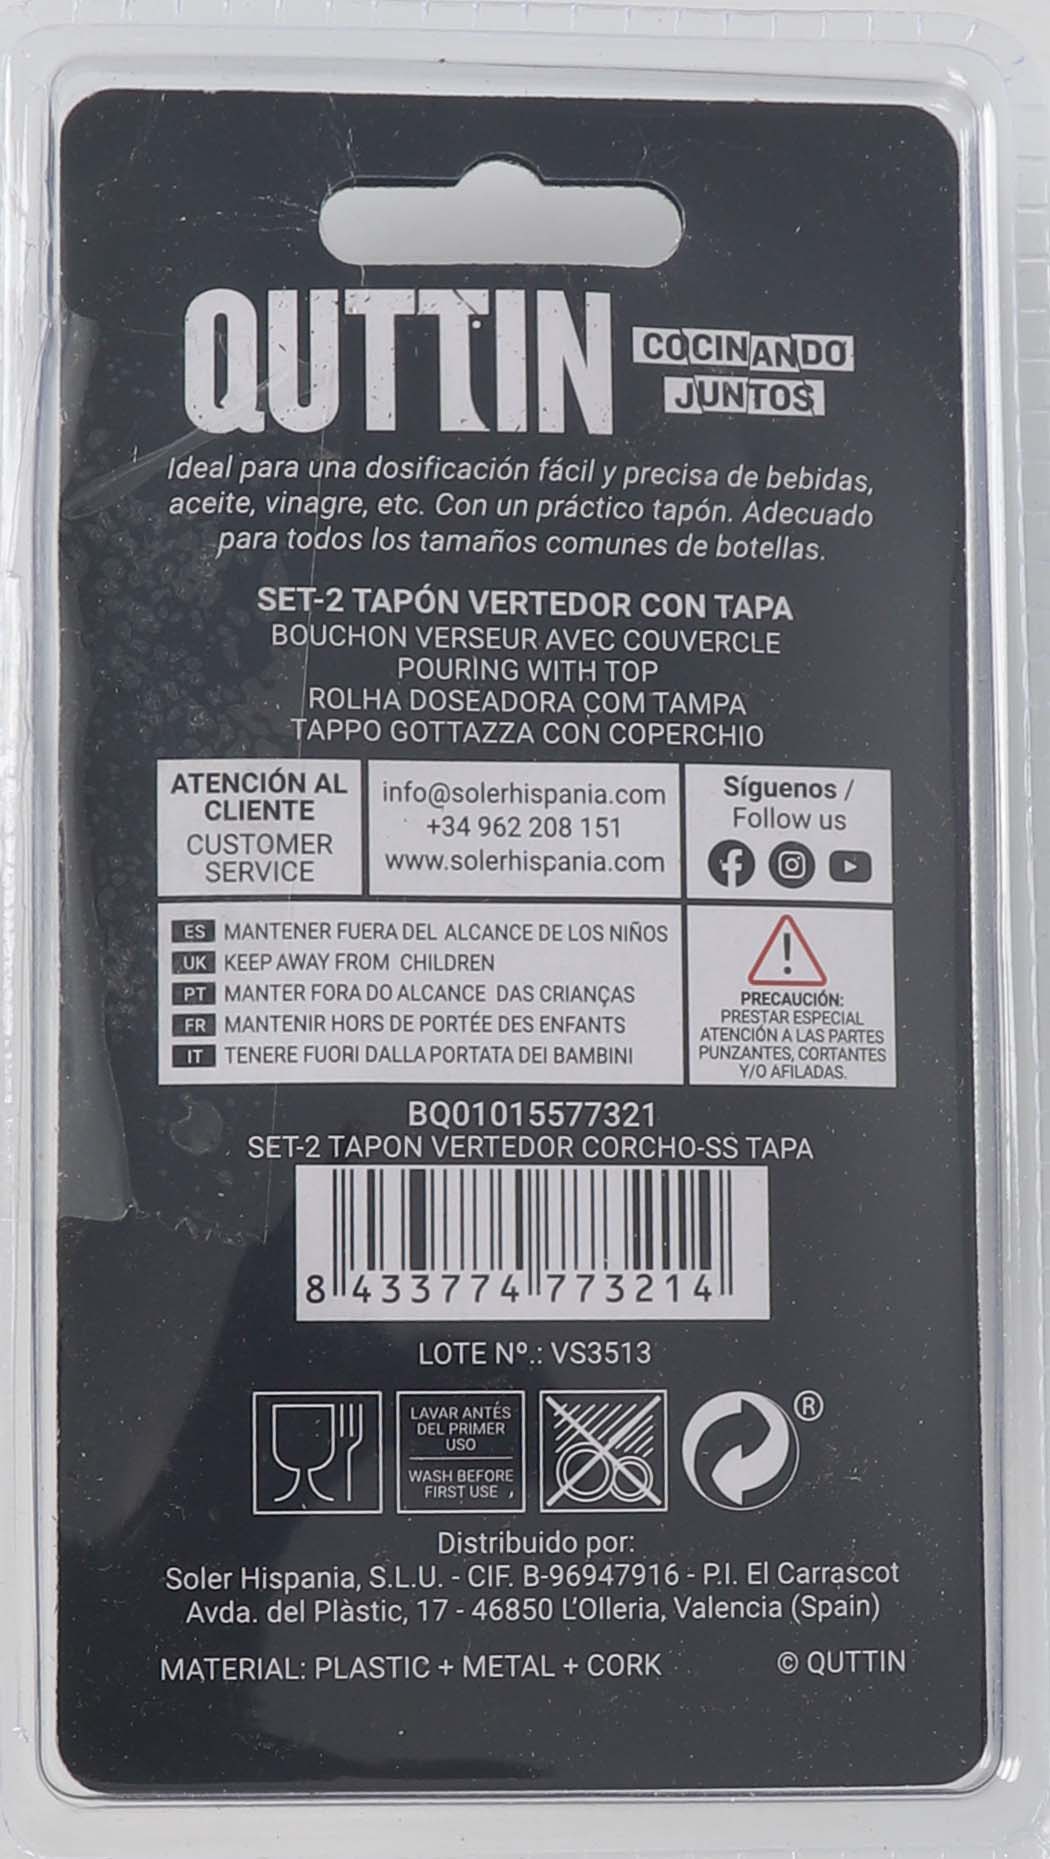 QUTTIN
COCINANDO
JUNTOS
Ideal para una dosificación fácil y precisa de bebidas,
aceite, vinagre, etc. Con un práctico tapón. Adecuado
para todos los tamaños comunes de botellas.
SET-2 TAPÓN VERTEDOR CON TAPA
BOUCHON VERSEUR AVEC COUVERCLE
POURING WITH TOP
ROLHA DOSEADORA COM TAMPA
TAPPO GOTTAZZA CON COPERCHIO
ATENCIÓN AL
CLIENTE
CUSTOMER
SERVICE
info@solerhispania.com
+34 962 208 151
www.solerhispania.com
Síguenos /
Follow us
ES MANTENER FUERA DEL ALCANCE DE LOS NIÑOS
UK KEEP AWAY FROM CHILDREN
PT MANTER FORA DO ALCANCE DAS CRIANÇAS
FR MANTENIR HORS DE PORTÉE DES ENFANTS
IT TENERE FUORI DALLA PORTATA DEI BAMBINI
!
PRECAUCIÓN:
PRESTAR ESPECIAL
ATENCIÓN A LAS PARTES
PUNZANTES, CORTANTES
Y/O AFILADAS.
BQ01015577321
SET-2 TAPON VERTEDOR CORCHO-SS TAPA
8 433774 773214
LOTE Nº.: VS3513
LAVAR ANTÉS
DEL PRIMER
USO
WASH BEFORE
FIRST USE
®
Distribuido por:
Soler Hispania, S.L.U. - CIF. B-96947916 - P.I. El Carrascot
Avda. del Plàstic, 17 - 46850 L'Olleria, Valencia (Spain)
MATERIAL: PLASTIC + METAL + CORK
© QUTTIN